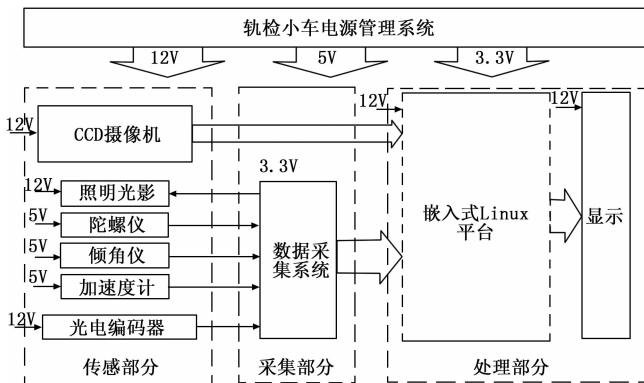 轨检小车电源管理系统
12V
5V
3.3V
12V
CCD摄像机
12V
12V
3.3V
12V
照明光影
5V
陀螺仪
5V
倾角仪
5V
加速度计
12V
光电编码器
数据采
集系统
嵌入式Linux
平台
显示
传感部分
采集部分
处理部分